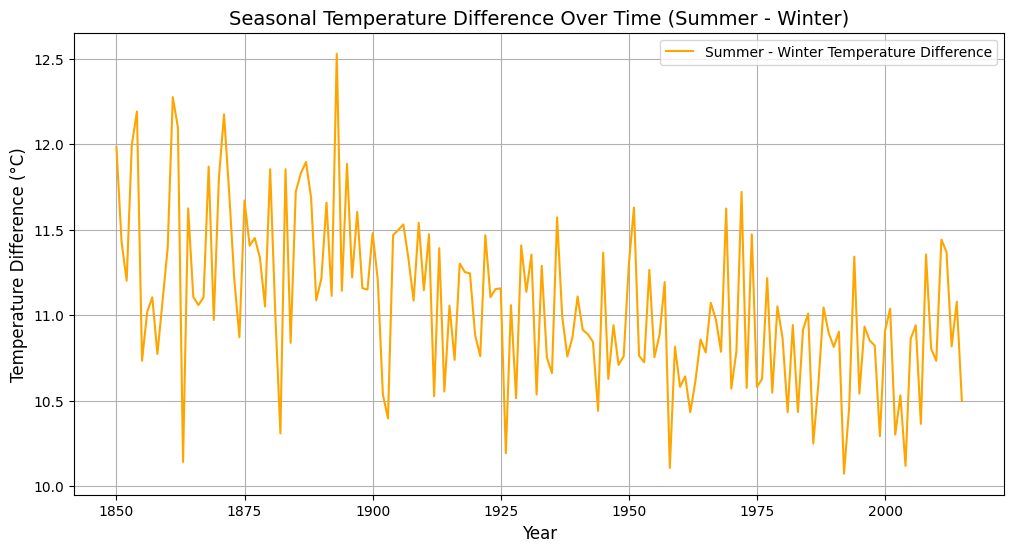 Seasonal Temperature Difference Over Time (Summer - Winter)
Summer - Winter Temperature Difference
Temperature Difference (°C)
12.5
12.0
11.5
11.0
10.5
10.0
1850 1875 1900 1925 1950 1975 2000
Year